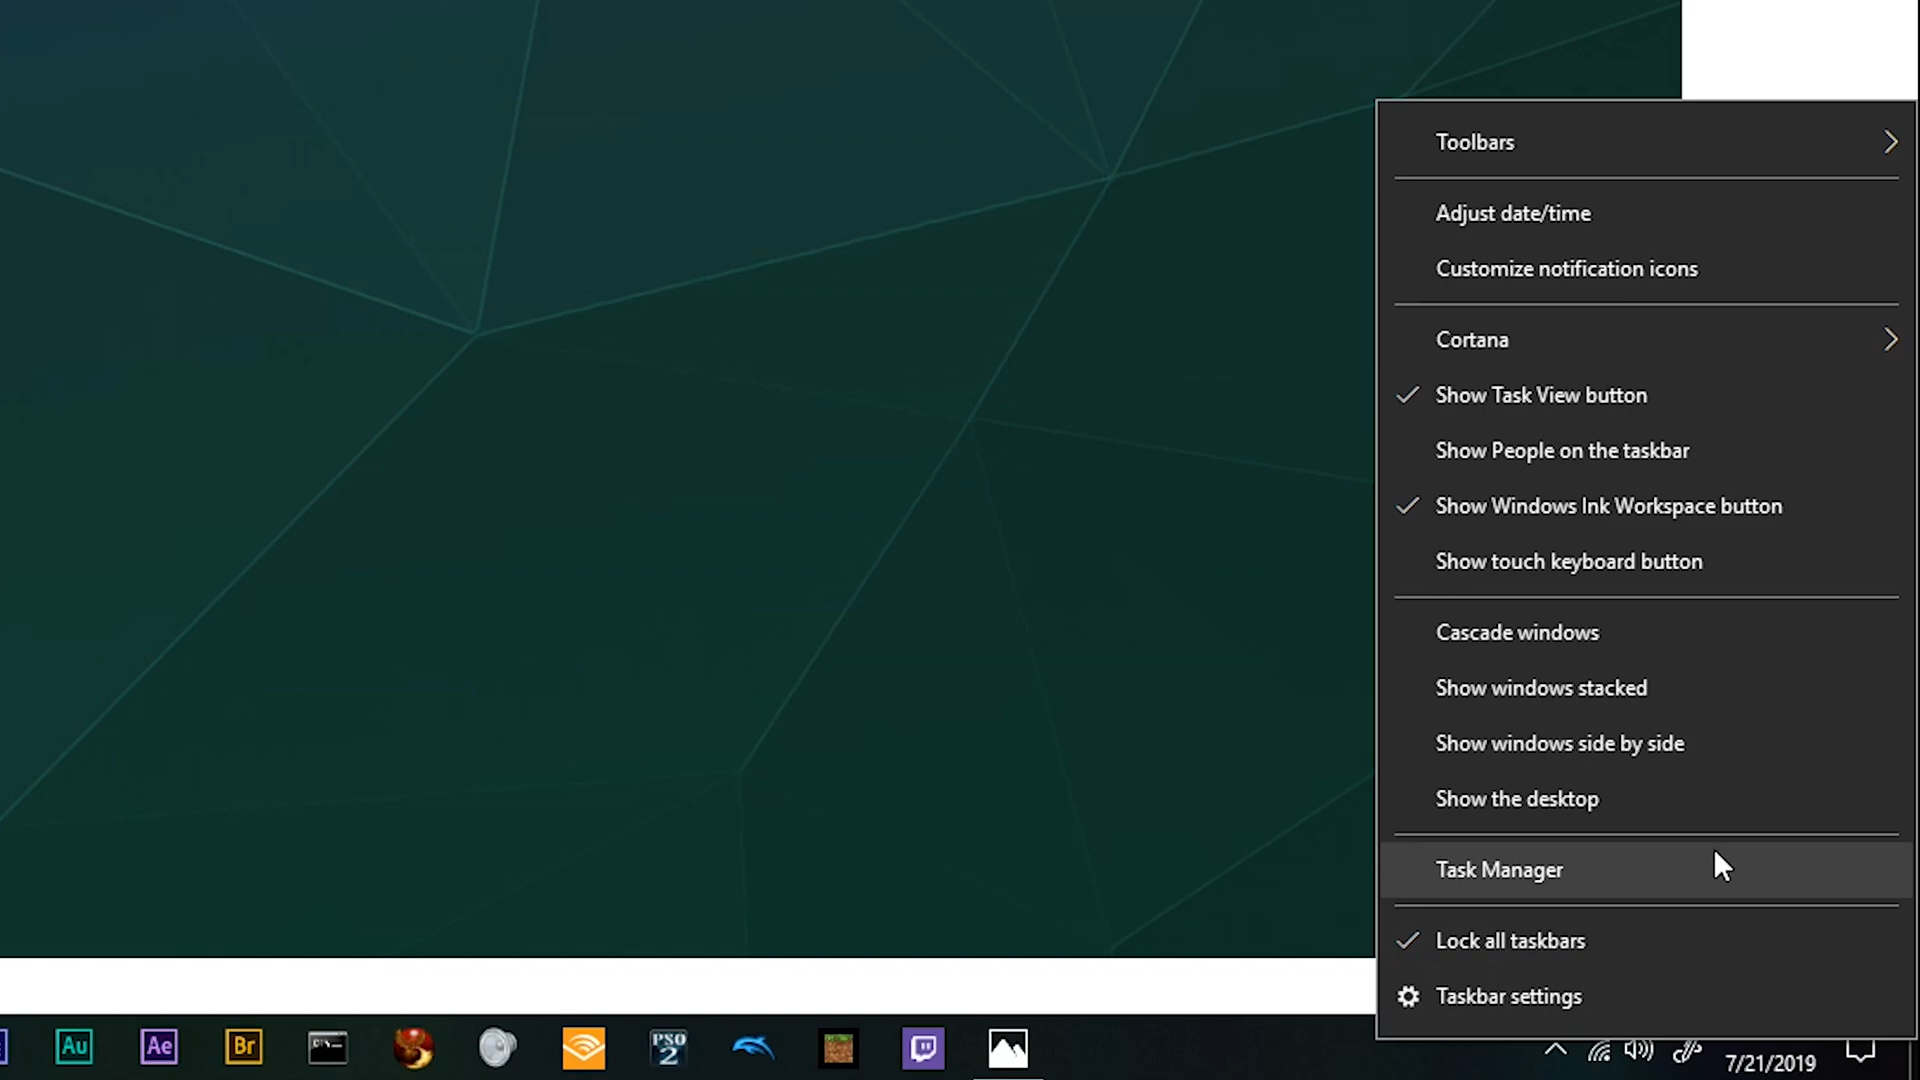 Toolbars
Adjust date/time
Customize notification icons
Cortana
Show Task View button
Show People on the taskbar
Show Windows Ink Workspace button
Show touch keyboard button
Cascade windows
Show windows stacked
Show windows side by side
Show the desktop
Task Manager
Lock all taskbars
Taskbar settings
Au Ae Br C:\ PSO 2
7/21/2019